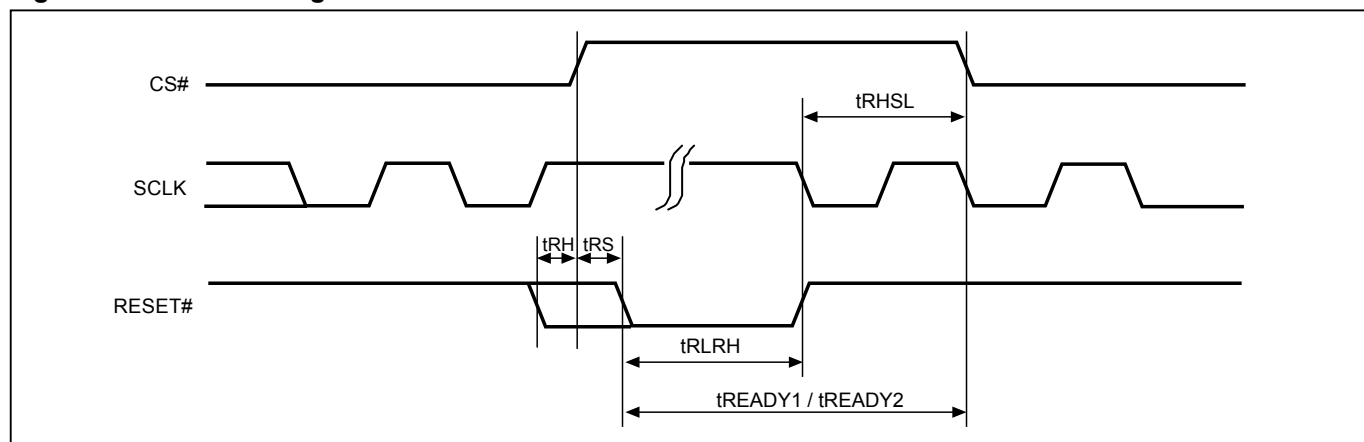 CS#
tRHSL
SCLK
tRH tRS
RESET#
tRLRH
tREADY1 / tREADY2